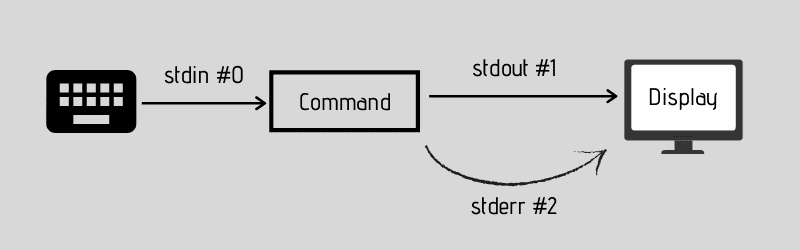 stdin #0
Command
stdout #1
Display
stderr #2